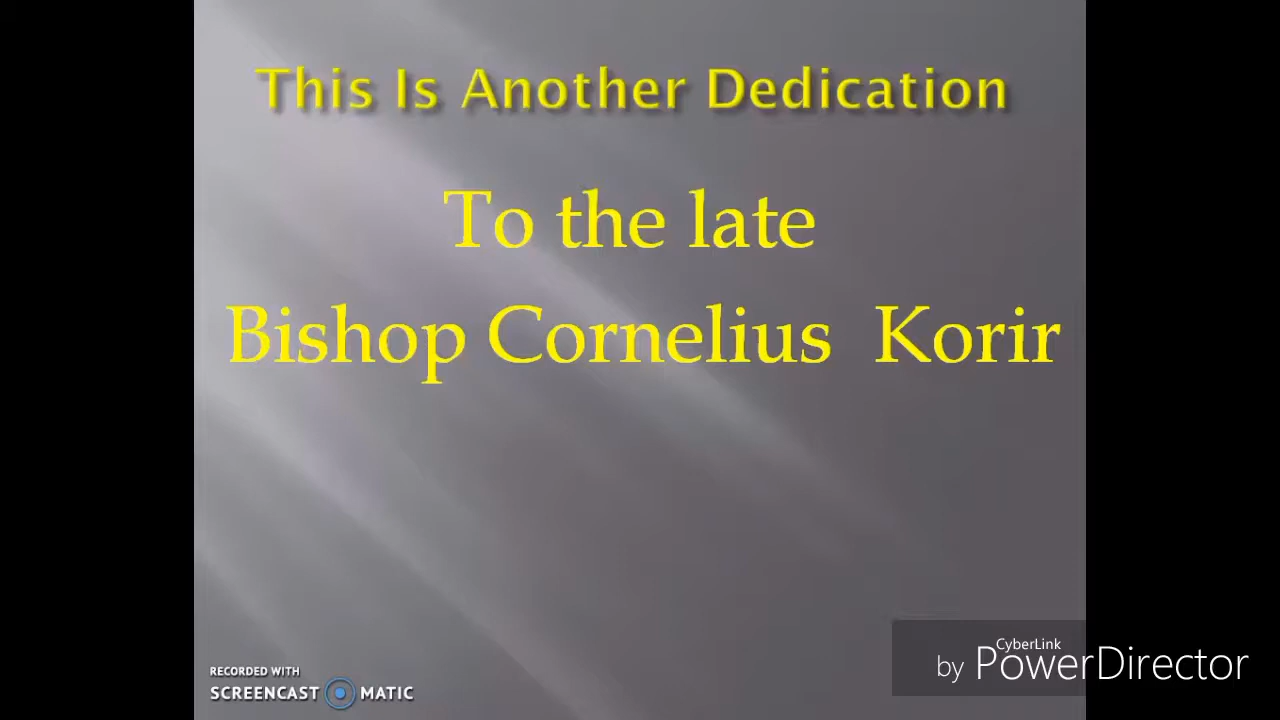 This Is Another Dedication
To the late
Bishop Cornelius Korir
RECORDED WITH
SCREENCAST MATIC
CyberLink
by PowerDirector